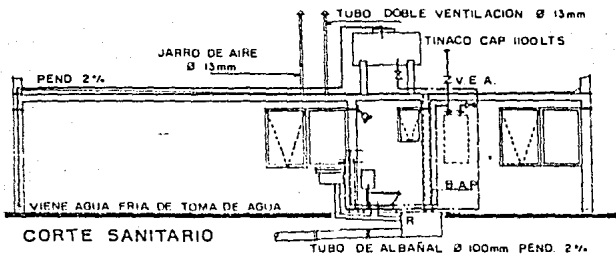 TUBO DOBLE VENTILACIÓN Ø 13mm
JARRO DE AIRE
Ø 13mm
TINACO CAP 1100LTS
PEND. 2%
V.E.A.
B.A.P
VIENE AGUA FRIA DE TOMA DE AGUA
R
CORTE SANITARIO
TUBO DE ALBAÑAL Ø 100mm PEND. 2%